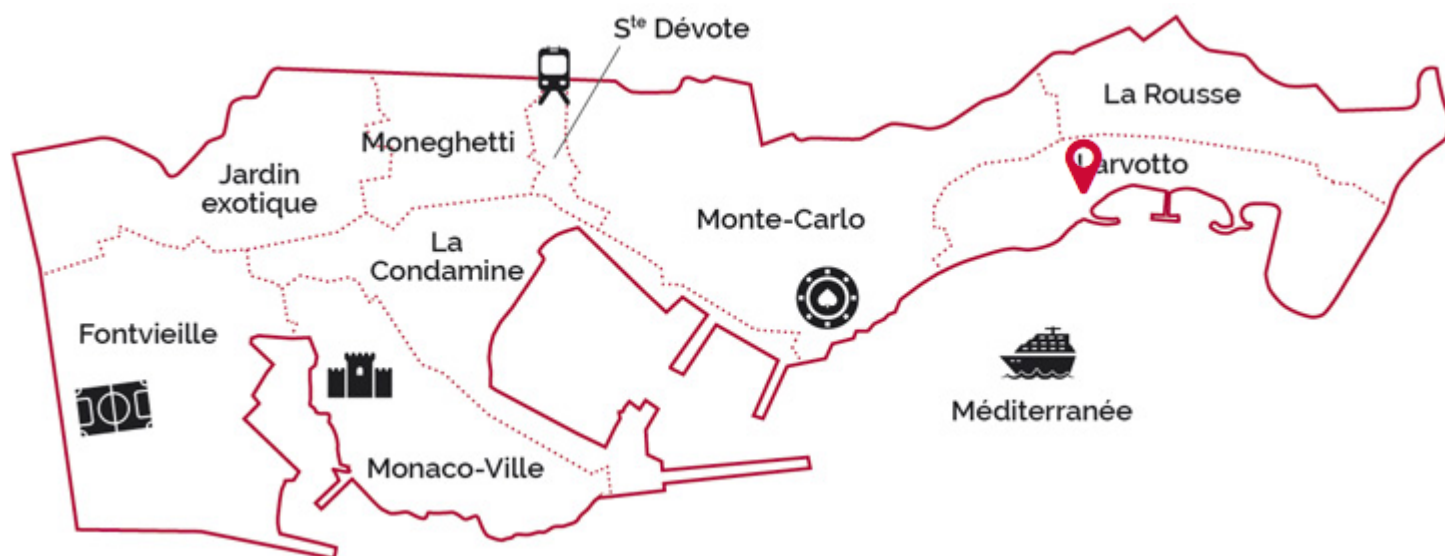 Sᵗᵉ Dévote
La Rousse
Moneghetti
Larvotto
Jardin
exotique
Monte-Carlo
La
Condamine
Fontvieille
Méditerranée
Monaco-Ville